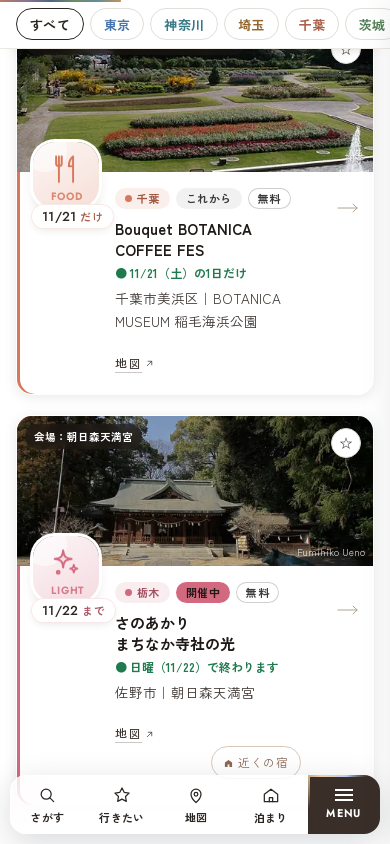 すべて 東京 神奈川 埼玉 千葉 茨城
FOOD
11/21 だけ
千葉 これから 無料
Bouquet BOTANICA
COFFEE FES
11/21（土）の1日だけ
千葉市美浜区｜BOTANICA
MUSEUM 稲毛海浜公園
地図
会場：朝日森天満宮
Fumihiko Ueno
LIGHT
11/22 まで
栃木 開催中 無料
さのあかり
まちなか寺社の光
日曜（11/22）で終わります
佐野市｜朝日森天満宮
地図
近くの宿
さがす 行きたい 地図 泊まり MENU